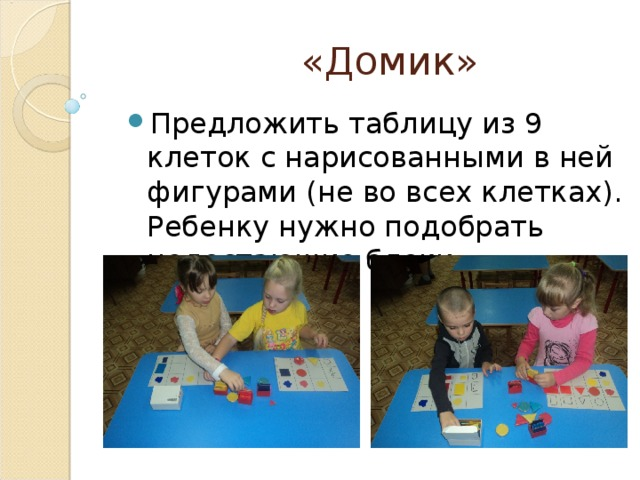 «Домик»
Предложить таблицу из 9
клеток с нарисованными в ней
фигурами (не во всех клетках).
Ребенку нужно подобрать